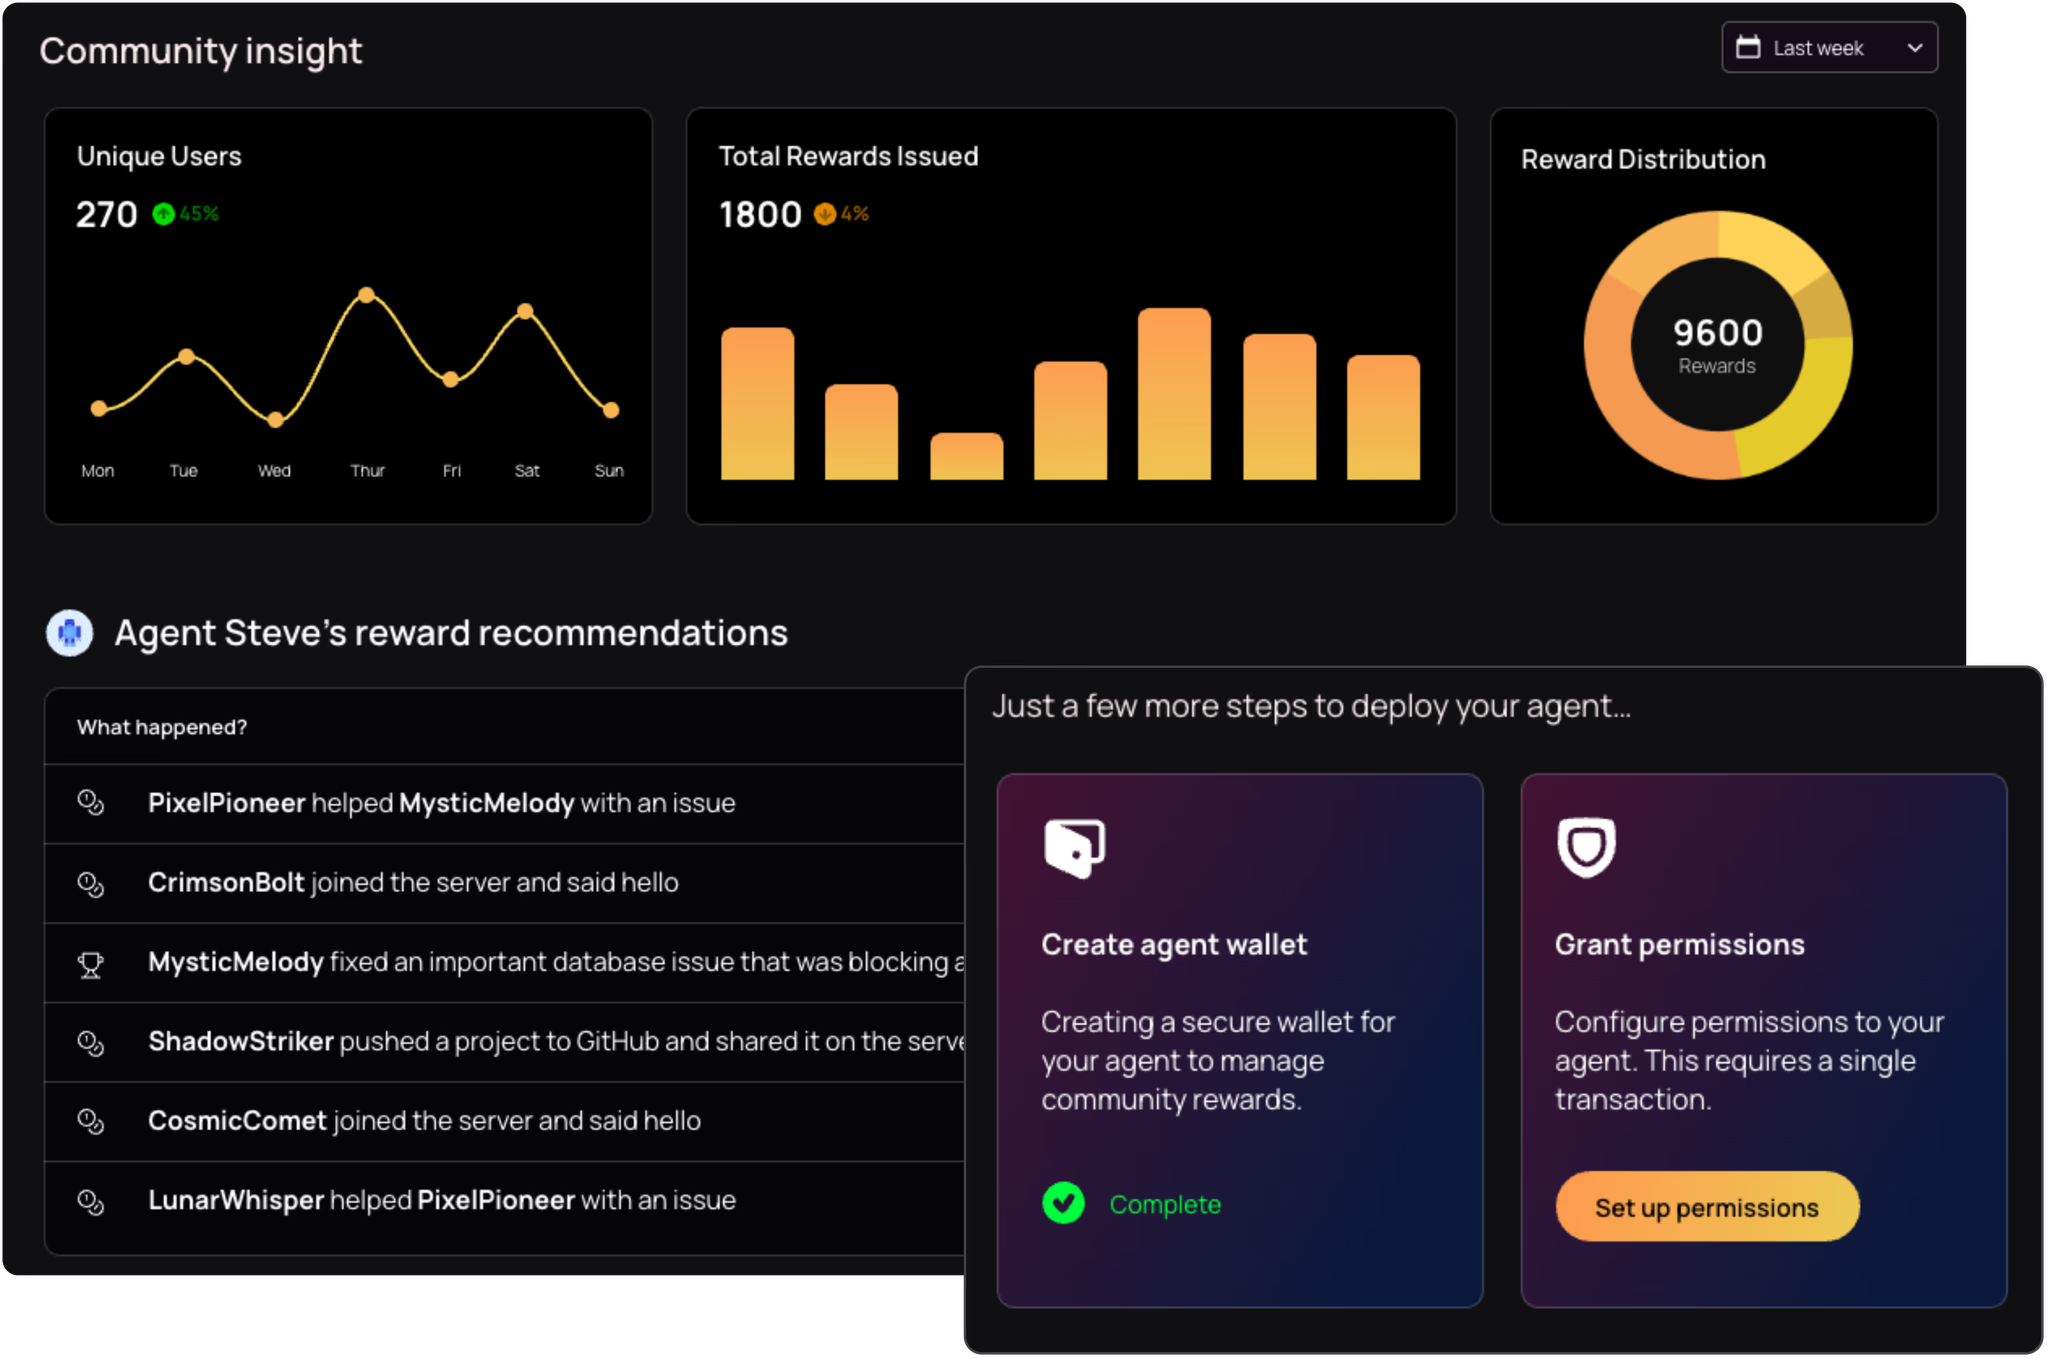 Community insight
Last week
Unique Users
270 45%
Mon Tue Wed Thur Fri Sat Sun
Total Rewards Issued
1800 4%
Reward Distribution
9600
Rewards
Agent Steve's reward recommendations
What happened?
PixelPioneer helped MysticMelody with an issue
CrimsonBolt joined the server and said hello
MysticMelody fixed an important database issue that was blocking
ShadowStriker pushed a project to GitHub and shared it on the
CosmicComet joined the server and said hello
LunarWhisper helped PixelPioneer with an issue
Just a few more steps to deploy your agent...
Create agent wallet
Creating a secure wallet for
your agent to manage
community rewards.
Complete
Grant permissions
Configure permissions to your
agent. This requires a single
transaction.
Set up permissions